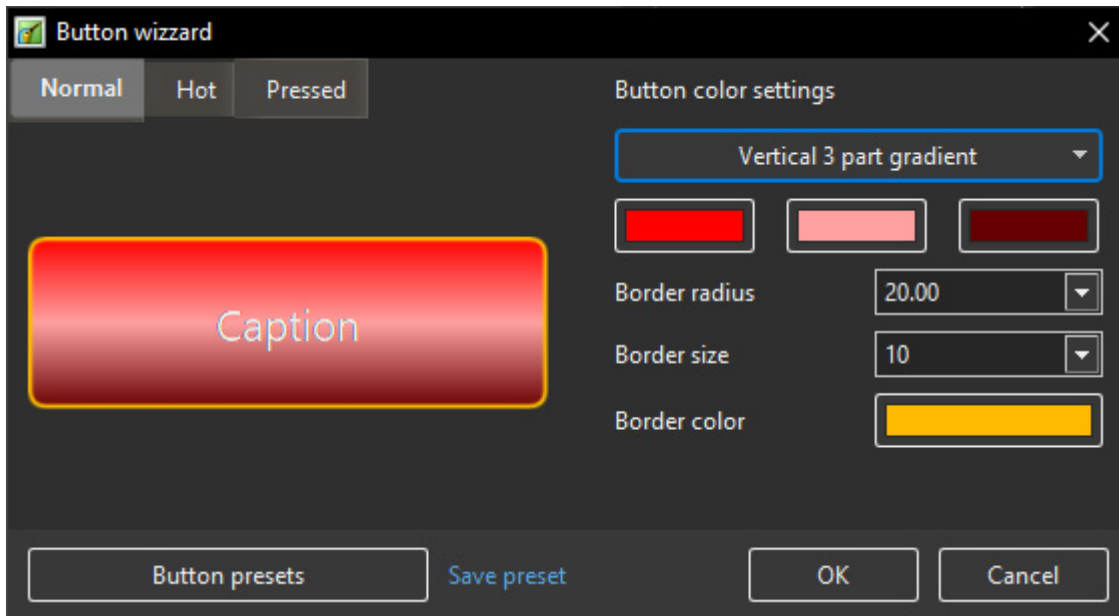 Button wizzard
Normal Hot Pressed
Button color settings
Vertical 3 part gradient
Caption
Border radius 20.00
Border size 10
Border color
Button presets Save preset OK Cancel